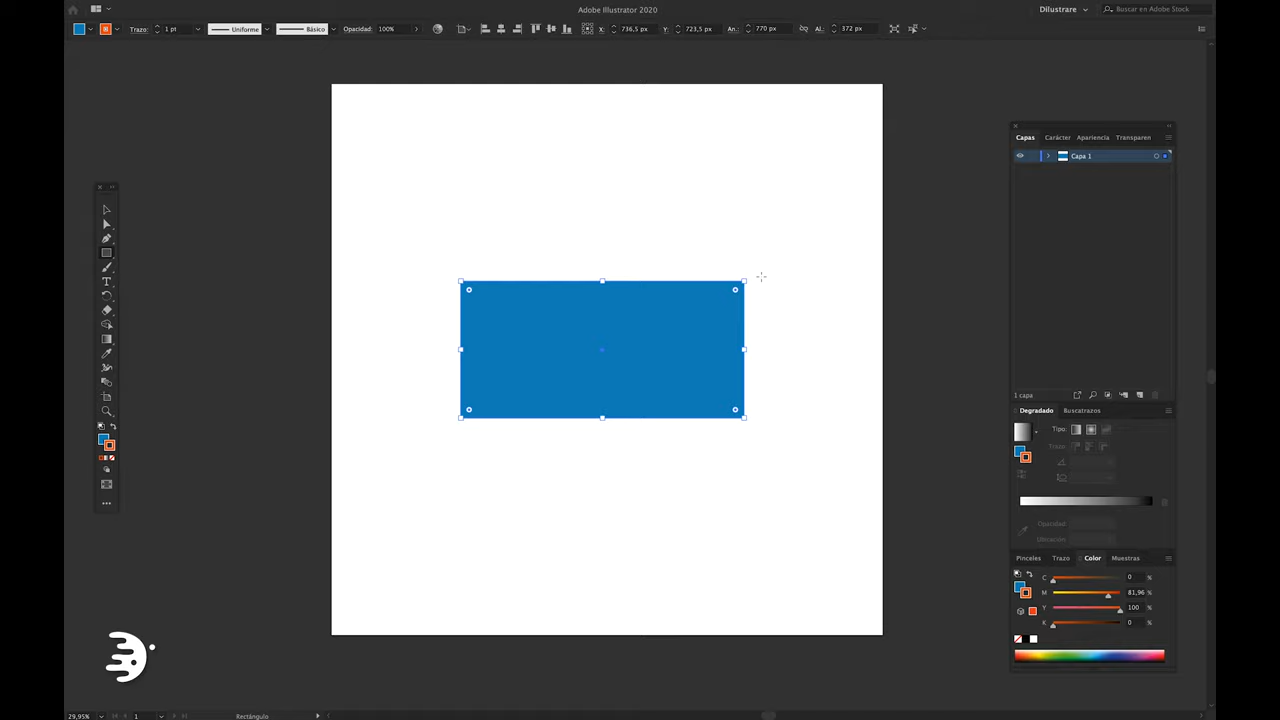 Adobe Illustrator 2020
Dilustrare
Buscar en Adobe Stock
Trazo: 1 pt Uniforme Básico Opacidad: 100% X: 736,5 px Y: 723,5 px An.: 770 px Al.: 372 px
Capas Carácter Apariencia Transparen
Capa 1
1 capa
Degradado Buscatrazos
Tipo:
Trazo:
Opacidad:
Ubicación:
Pinceles Trazo Color Muestras
C 0 %
M 81,96 %
Y 100 %
K 0 %
29,95% 1 Rectángulo